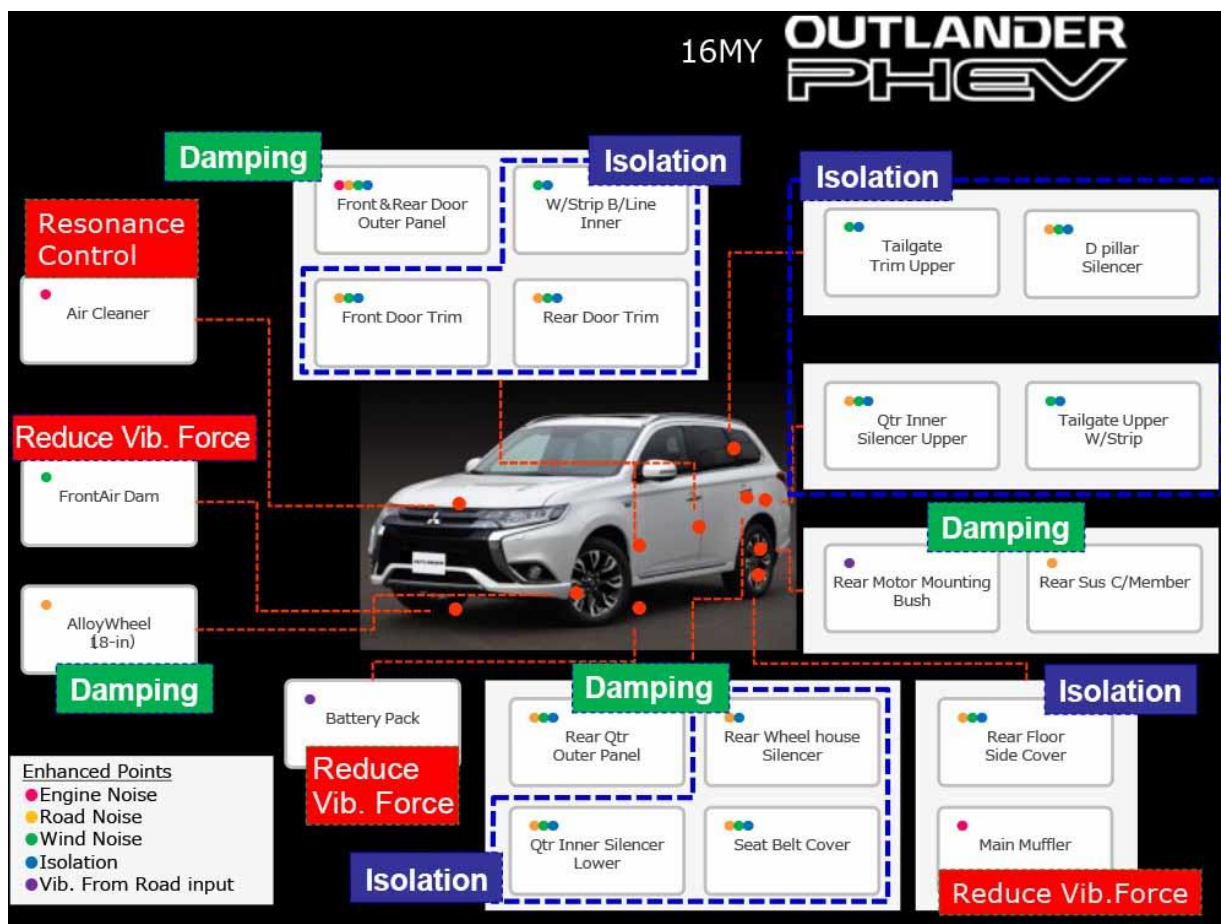 16MY
OUTLANDER
PHEV
Damping
Isolation
Front&Rear Door
Outer Panel
W/Strip B/Line
Inner
Front Door Trim
Rear Door Trim
Isolation
Tailgate
Trim Upper
D pillar
Silencer
Qtr Inner
Silencer Upper
Tailgate Upper
W/Strip
Resonance
Control
Air Cleaner
Reduce Vib. Force
FrontAir Dam
AlloyWheel
(18-in)
Damping
OUTLANDER
Damping
Rear Motor Mounting
Bush
Rear Sus C/Member
Battery Pack
Reduce
Vib. Force
Damping
Rear Qtr
Outer Panel
Rear Wheel house
Silencer
Qtr Inner Silencer
Lower
Seat Belt Cover
Isolation
Isolation
Rear Floor
Side Cover
Main Muffler
Reduce Vib.Force
Enhanced Points
Engine Noise
Road Noise
Wind Noise
Isolation
Vib. From Road input